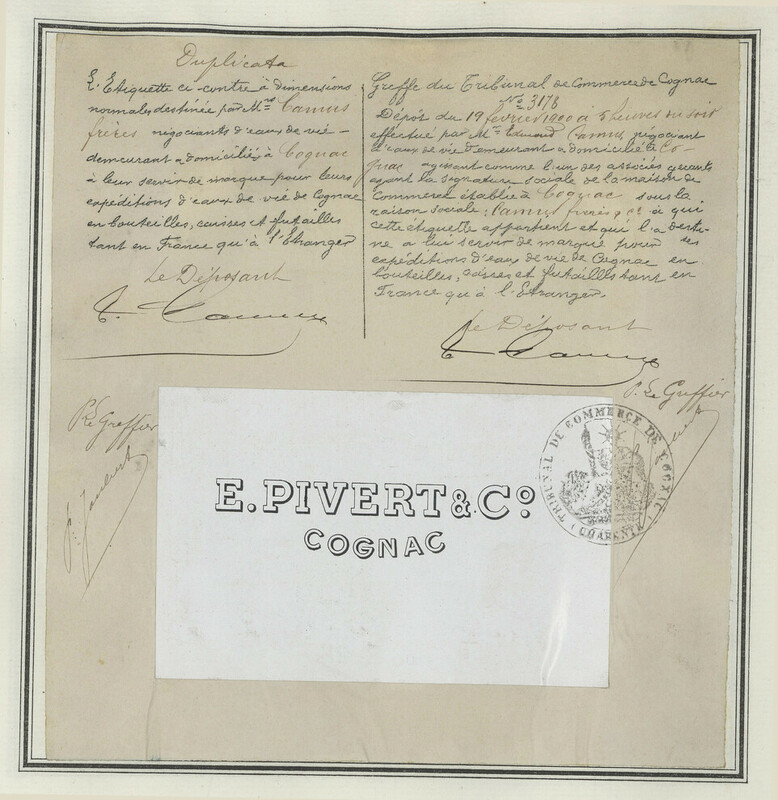 Duplicata
L'Etiquette ci-contre à dimensions
normales destinée par Mrs Camus
frères négociants d'eaux de vie -
demeurant & domiciliés à Cognac
à leur servir de marque pour leurs
expéditions d'eaux de vie de Cognac
en bouteilles, caisses et futailles
tant en France qu'à l'Etranger
Le Déposant
E. Camus
Greffe du Tribunal de Commerce de Cognac
No 3178
Dépôt du 19 février 1900 à 5 heures du soir
effectué par Mr Edouard Camus, négociant
d'eaux de vie demeurant & domicilié à Co-
gnac agissant comme l'un des associés gérants
ayant la signature sociale de la maison de
Commerce établie à Cognac sous la
raison sociale: Camus frères à qui
cette étiquette appartient et qui l'a desti-
née a leur servir de marque pour ses
expéditions d'eaux de vie de Cognac en
bouteilles, caisses et futailles tant en
France qu'à l'Etranger.
Le Déposant
E. Camus
P. Le Greffier
P. Le Greffier
E. PIVERT & Co
COGNAC
TRIBUNAL DE COMMERCE DE COGNAC
(CHARENTE)